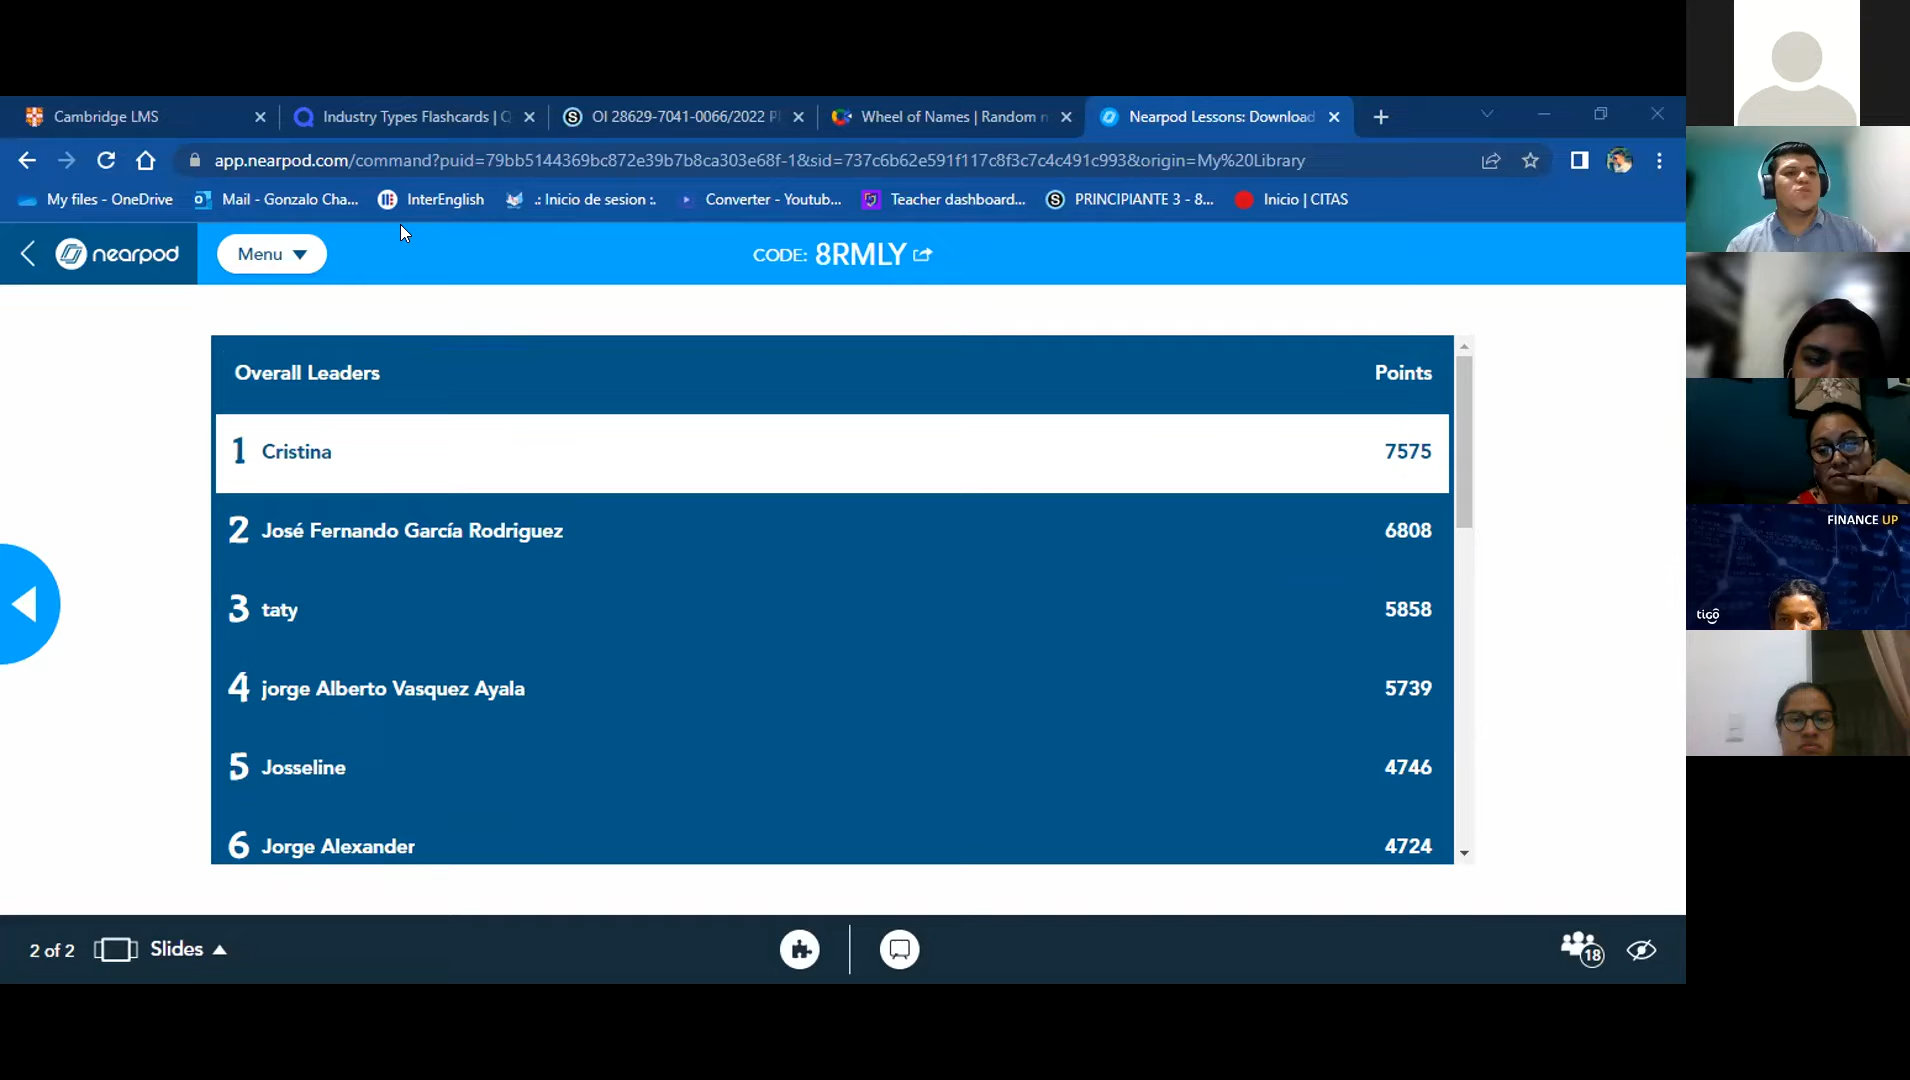 Cambridge LMS
Industry Types Flashcards | Q
OI 28629-7041-0066/2022 P
Wheel of Names | Random n
Nearpod Lessons: Download
app.nearpod.com/command?puid=79bb5144369bc872e39b7b8ca303e68f-1&sid=737c6b62e591f117c8f3c7c4c491c993&origin=My%20Library
My files - OneDrive
Mail - Gonzalo Cha...
InterEnglish
.: Inicio de sesion :.
Converter - Youtub...
Teacher dashboard...
PRINCIPIANTE 3 - 8...
Inicio | CITAS
nearpod
Menu
CODE: 8RMLY
Overall Leaders Points
1 Cristina 7575
2 José Fernando García Rodriguez 6808
3 taty 5858
4 jorge Alberto Vasquez Ayala 5739
5 Josseline 4746
6 Jorge Alexander 4724
2 of 2
Slides
18
FINANCE UP
tigo